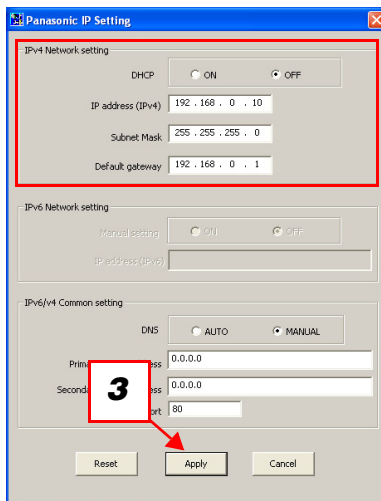 Panasonic IP Setting
IPv4 Network setting
DHCP ON OFF
IP address (IPv4) 192 . 168 . 0 . 10
Subnet Mask 255 . 255 . 255 . 0
Default gateway 192 . 168 . 0 . 1
IPv6 Network setting
Manual setting ON OFF
IP address (IPv6)
IPv6/v4 Common setting
DNS AUTO MANUAL
0.0.0.0
0.0.0.0
3
80
Reset Apply Cancel